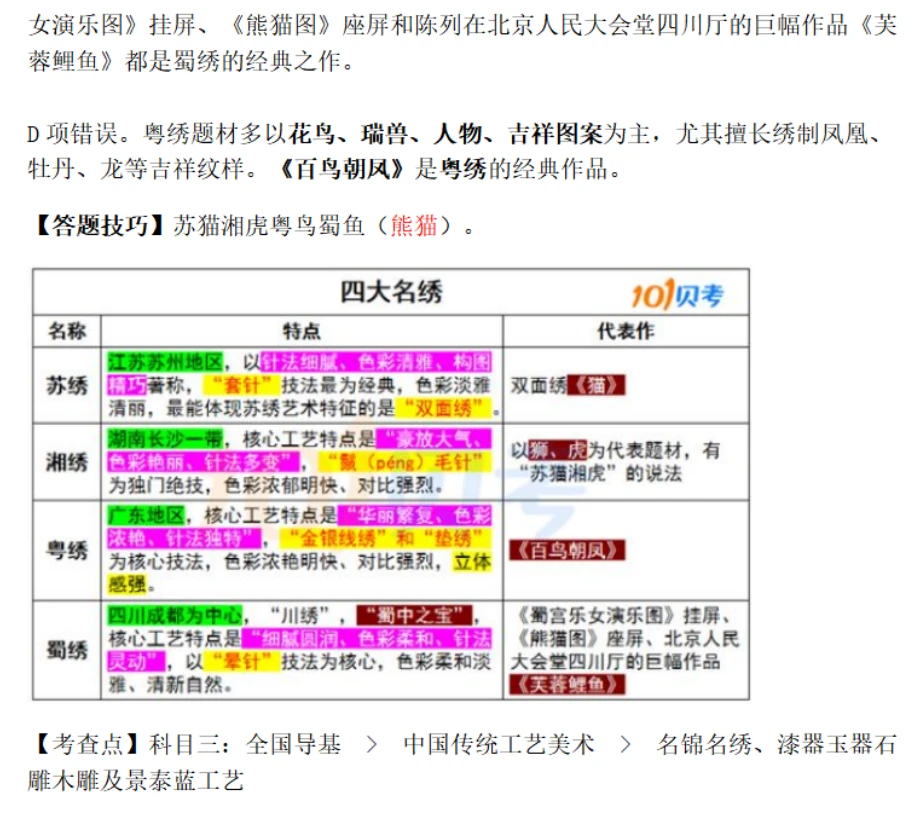 女演乐图》挂屏、《熊猫图》座屏和陈列在北京人民大会堂四川厅的巨幅作品《芙
蓉鲤鱼》都是蜀绣的经典之作。
D 项错误。粤绣题材多以花鸟、瑞兽、人物、吉祥图案为主，尤其擅长绣制凤凰、
牡丹、龙等吉祥纹样。《百鸟朝凤》是粤绣的经典作品。
【答题技巧】苏猫湘虎粤鸟蜀鱼（熊猫）。
四大名绣
101贝考
名称 特点 代表作
苏绣
江苏苏州地区，以针法细腻、色彩清雅、构图
精巧著称，“套针”技法最为经典，色彩淡雅
清丽，最能体现苏绣艺术特征的是“双面绣”。
双面绣《猫》
湘绣
湖南长沙一带，核心工艺特点是“豪放大气、
色彩艳丽、针法多变”，“鬅（péng）毛针”
为独门绝技，色彩浓郁明快、对比强烈。
以狮、虎为代表题材，有
“苏猫湘虎”的说法
粤绣
广东地区，核心工艺特点是“华丽繁复、色彩
浓艳、针法独特”，“金银线绣”和“垫绣”
为核心技法，色彩浓艳明快、对比强烈，立体
感强。
《百鸟朝凤》
蜀绣
四川成都为中心，“川绣”，“蜀中之宝”，
核心工艺特点是“细腻圆润、色彩柔和、针法
灵动”，以“晕针”技法为核心，色彩柔和淡
雅、清新自然。
《蜀宫乐女演乐图》挂屏、
《熊猫图》座屏、北京人民
大会堂四川厅的巨幅作品
《芙蓉鲤鱼》
【考查点】科目三：全国导基 > 中国传统工艺美术 > 名锦名绣、漆器玉器石
雕木雕及景泰蓝工艺